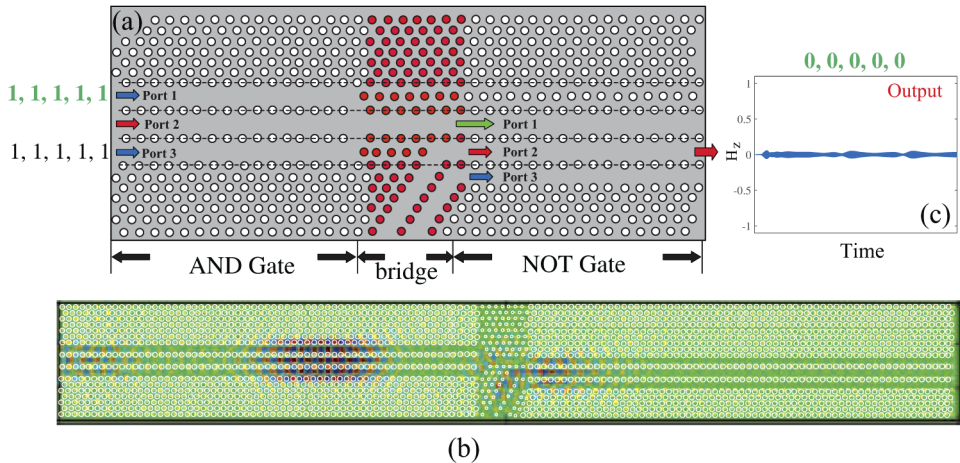 (a)
1, 1, 1, 1, 1
1, 1, 1, 1, 1
Port 1
Port 2
Port 3
Port 1
Port 2
Port 3
AND Gate
bridge
NOT Gate
0, 0, 0, 0, 0
Output
1
0.5
0
-0.5
-1
Hz
Time
(c)
(b)